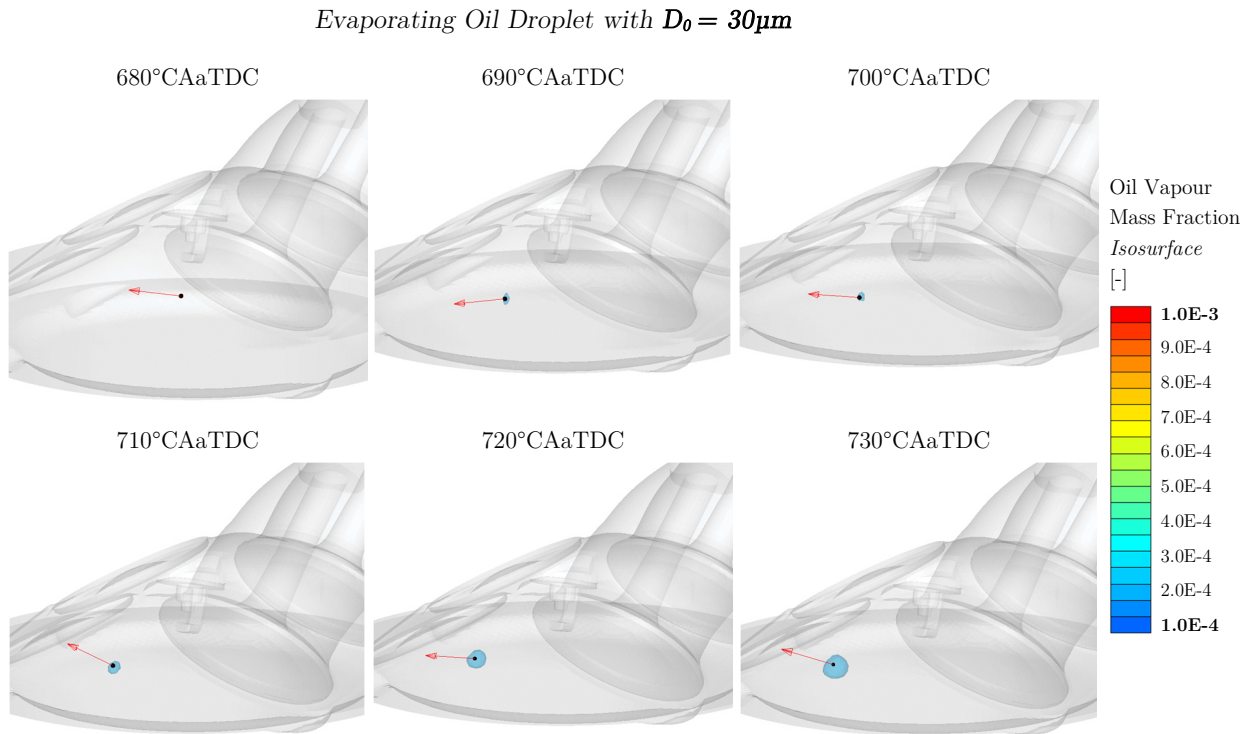 Evaporating Oil Droplet with D₀ = 30µm
680°CAaTDC
690°CAaTDC
700°CAaTDC
Oil Vapour
Mass Fraction
Isosurface
[-]
1.0E-3
9.0E-4
8.0E-4
7.0E-4
6.0E-4
5.0E-4
4.0E-4
3.0E-4
2.0E-4
1.0E-4
710°CAaTDC
720°CAaTDC
730°CAaTDC